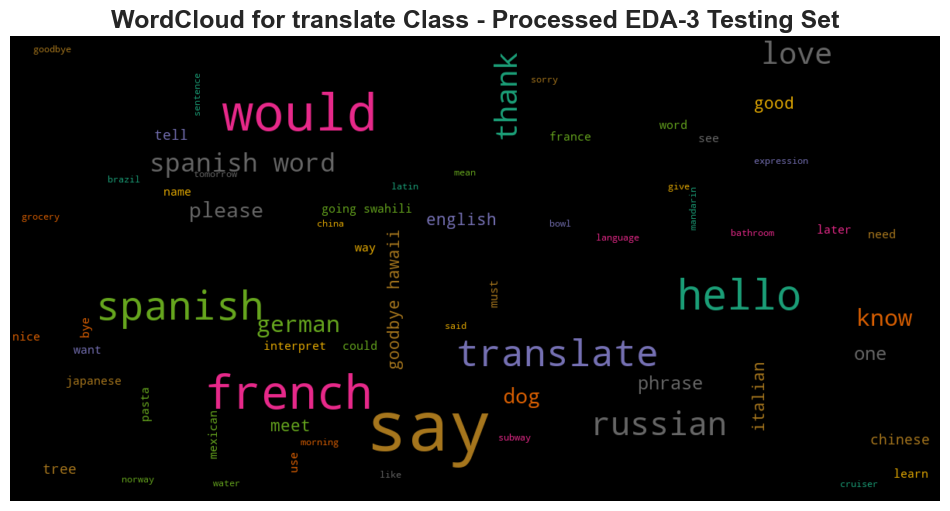 WordCloud for translate Class - Processed EDA-3 Testing Set
goodbye
love
thank
sorry
sentence
would
good
tell
france
word
see
spanish word
expression
tomorrow
brazil
mean
latin
name
give
mandarin
grocery
please
going swahili
china
english
bowl
language
bathroom
later
need
way
goodbye hawaii
must
hello
spanish
german
said
know
nice
bye
want
interpret
could
translate
one
japanese
french
pasta
dog
phrase
italian
mexican
meet
say
russian
subway
chinese
morning
use
tree
norway
water
like
learn
cruiser